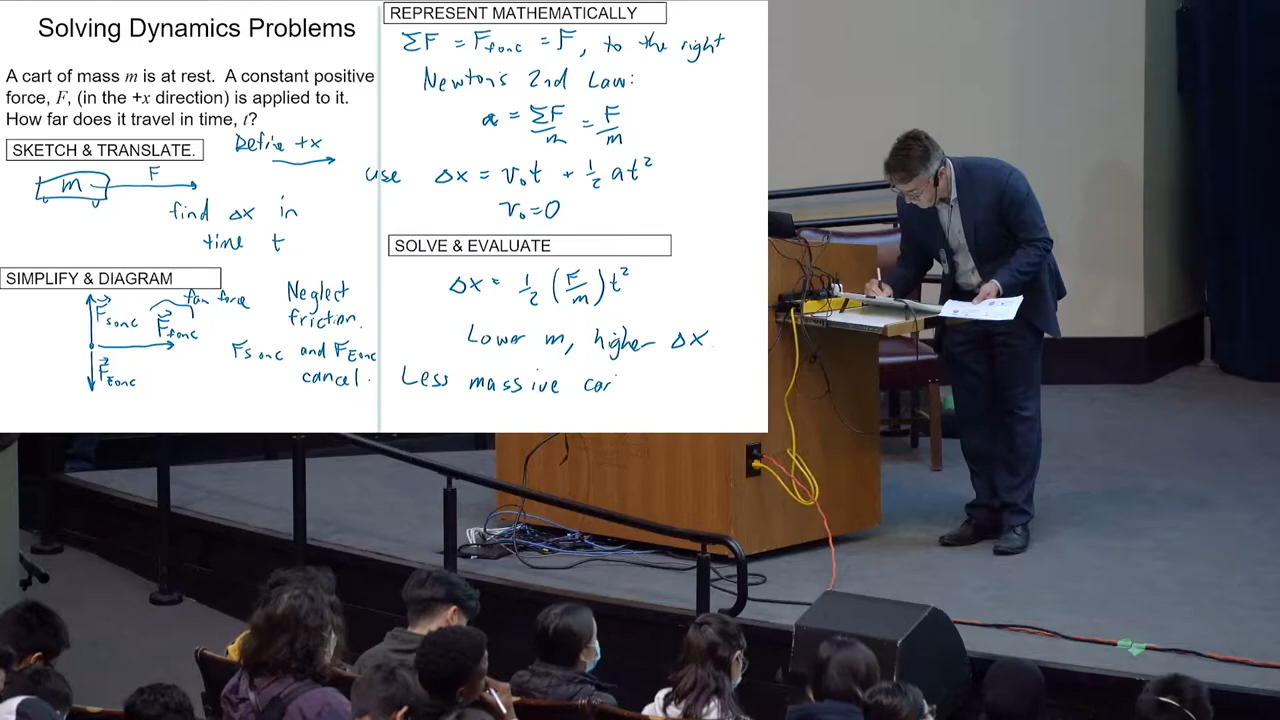 Solving Dynamics Problems
A cart of mass m is at rest. A constant positive
force, F, (in the +x direction) is applied to it.
How far does it travel in time, t?
SKETCH & TRANSLATE.
Define +x
m
F
find Δx in
time t
SIMPLIFY & DIAGRAM
F⃗s on c
fan force
F⃗f on c
F⃗E on c
Neglect
friction.
Fs on c and FE on c
cancel.
REPRESENT MATHEMATICALLY
ΣF = Ff on c = F, to the right
Newton's 2nd Law:
a = ΣF/m = F/m
use Δx = v₀t + 1/2 at²
v₀ = 0
SOLVE & EVALUATE
Δx = 1/2 (F/m) t²
Lower m, higher Δx.
Less massive car